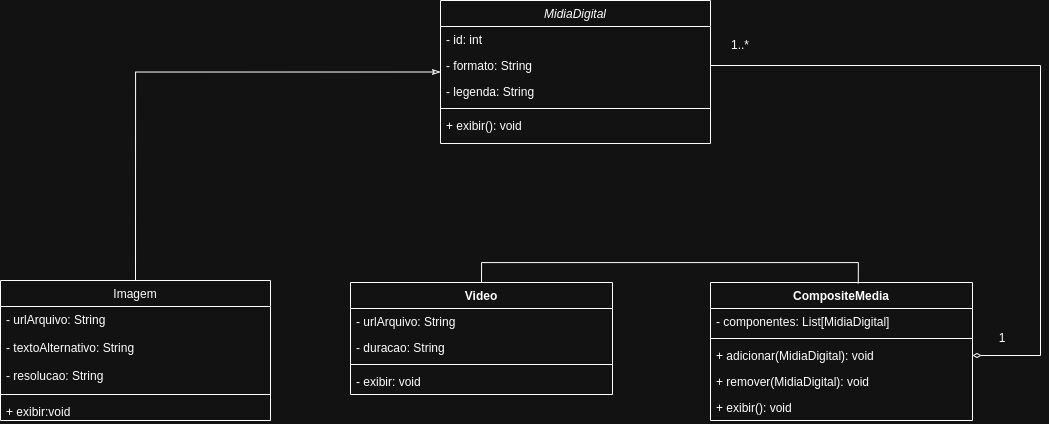 MidiaDigital
- id: int
- formato: String
- legenda: String
+ exibir(): void
1..*
Imagem
- urlArquivo: String
- textoAlternativo: String
- resolucao: String
+ exibir:void
Video
- urlArquivo: String
- duracao: String
- exibir: void
CompositeMedia
- componentes: List[MidiaDigital]
+ adicionar(MidiaDigital): void
+ remover(MidiaDigital): void
+ exibir(): void
1